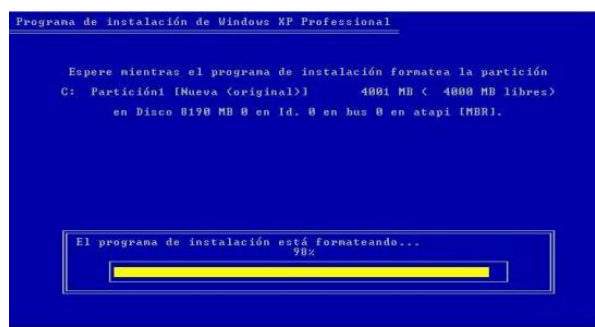 Programa de instalación de Windows XP Professional
Espere mientras el programa de instalación formatea la partición
C: Partición1 [Nueva (original)] 4001 MB ( 4000 MB libres)
en Disco 8190 MB 0 en Id. 0 en bus 0 en atapi [MBR].
El programa de instalación está formateando...
98%